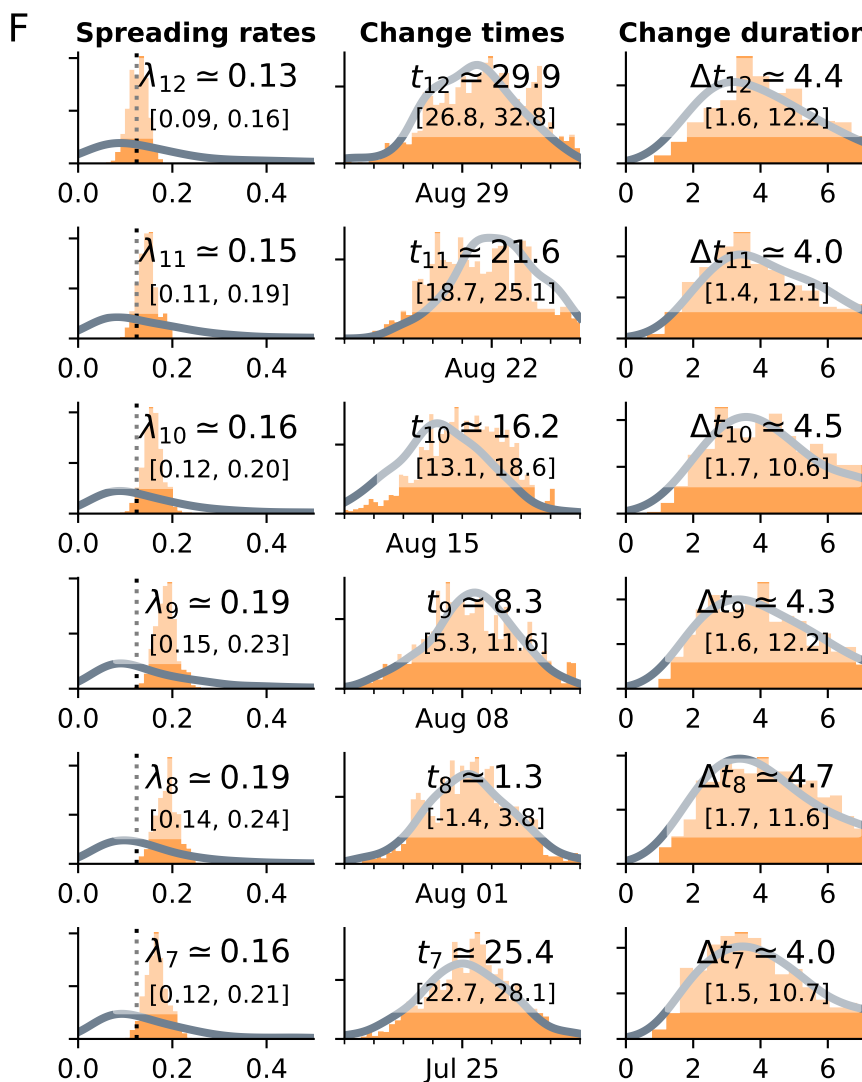 F
Spreading rates Change times Change duration
λ12 ≃ 0.13 t12 ≃ 29.9 Δt12 ≃ 4.4
[0.09, 0.16] [26.8, 32.8] [1.6, 12.2]
0.0 0.2 0.4 Aug 29 0 2 4 6
λ11 ≃ 0.15 t11 ≃ 21.6 Δt11 ≃ 4.0
[0.11, 0.19] [18.7, 25.1] [1.4, 12.1]
0.0 0.2 0.4 Aug 22 0 2 4 6
λ10 ≃ 0.16 t10 ≃ 16.2 Δt10 ≃ 4.5
[0.12, 0.20] [13.1, 18.6] [1.7, 10.6]
0.0 0.2 0.4 Aug 15 0 2 4 6
λ9 ≃ 0.19 t9 ≃ 8.3 Δt9 ≃ 4.3
[0.15, 0.23] [5.3, 11.6] [1.6, 12.2]
0.0 0.2 0.4 Aug 08 0 2 4 6
λ8 ≃ 0.19 t8 ≃ 1.3 Δt8 ≃ 4.7
[0.14, 0.24] [-1.4, 3.8] [1.7, 11.6]
0.0 0.2 0.4 Aug 01 0 2 4 6
λ7 ≃ 0.16 t7 ≃ 25.4 Δt7 ≃ 4.0
[0.12, 0.21] [22.7, 28.1] [1.5, 10.7]
0.0 0.2 0.4 Jul 25 0 2 4 6